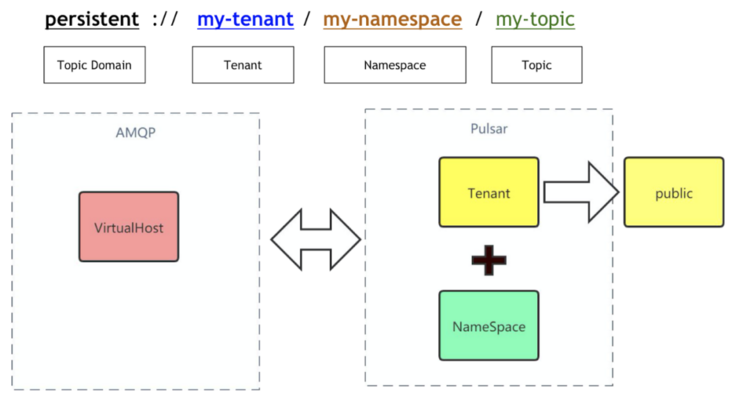 persistent :// my-tenant / my-namespace / my-topic
Topic Domain Tenant Namespace Topic
AMQP
Pulsar
VirtualHost
Tenant
public
NameSpace